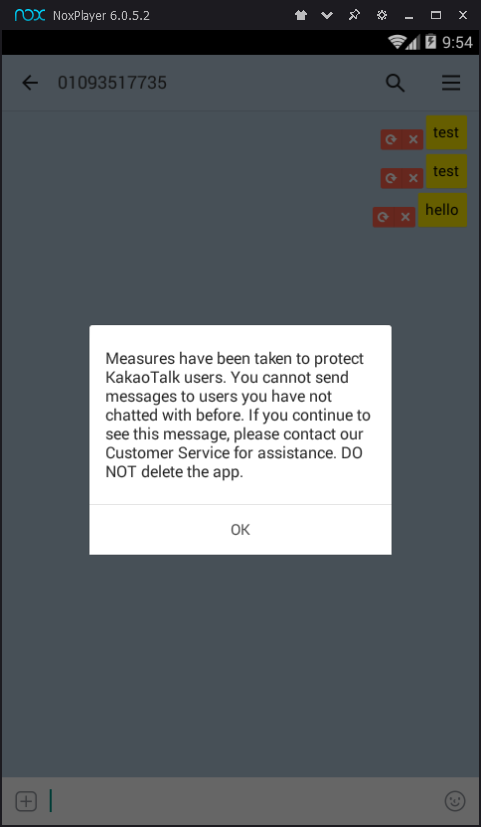 nox NoxPlayer 6.0.5.2
9:54
01093517735
test
test
hello
Measures have been taken to protect
KakaoTalk users. You cannot send
messages to users you have not
chatted with before. If you continue to
see this message, please contact our
Customer Service for assistance. DO
NOT delete the app.
OK